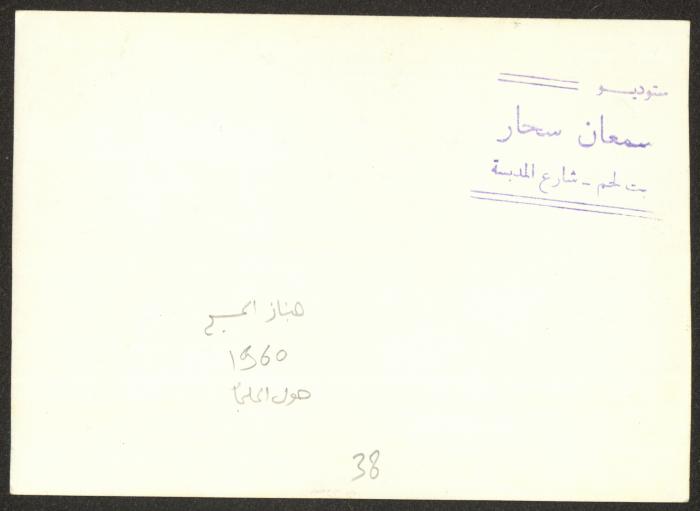 ستوديو
سمعان سحار
بيت لحم - شارع المدبسة
جناز المسيح
1960
حول الملجأ
38